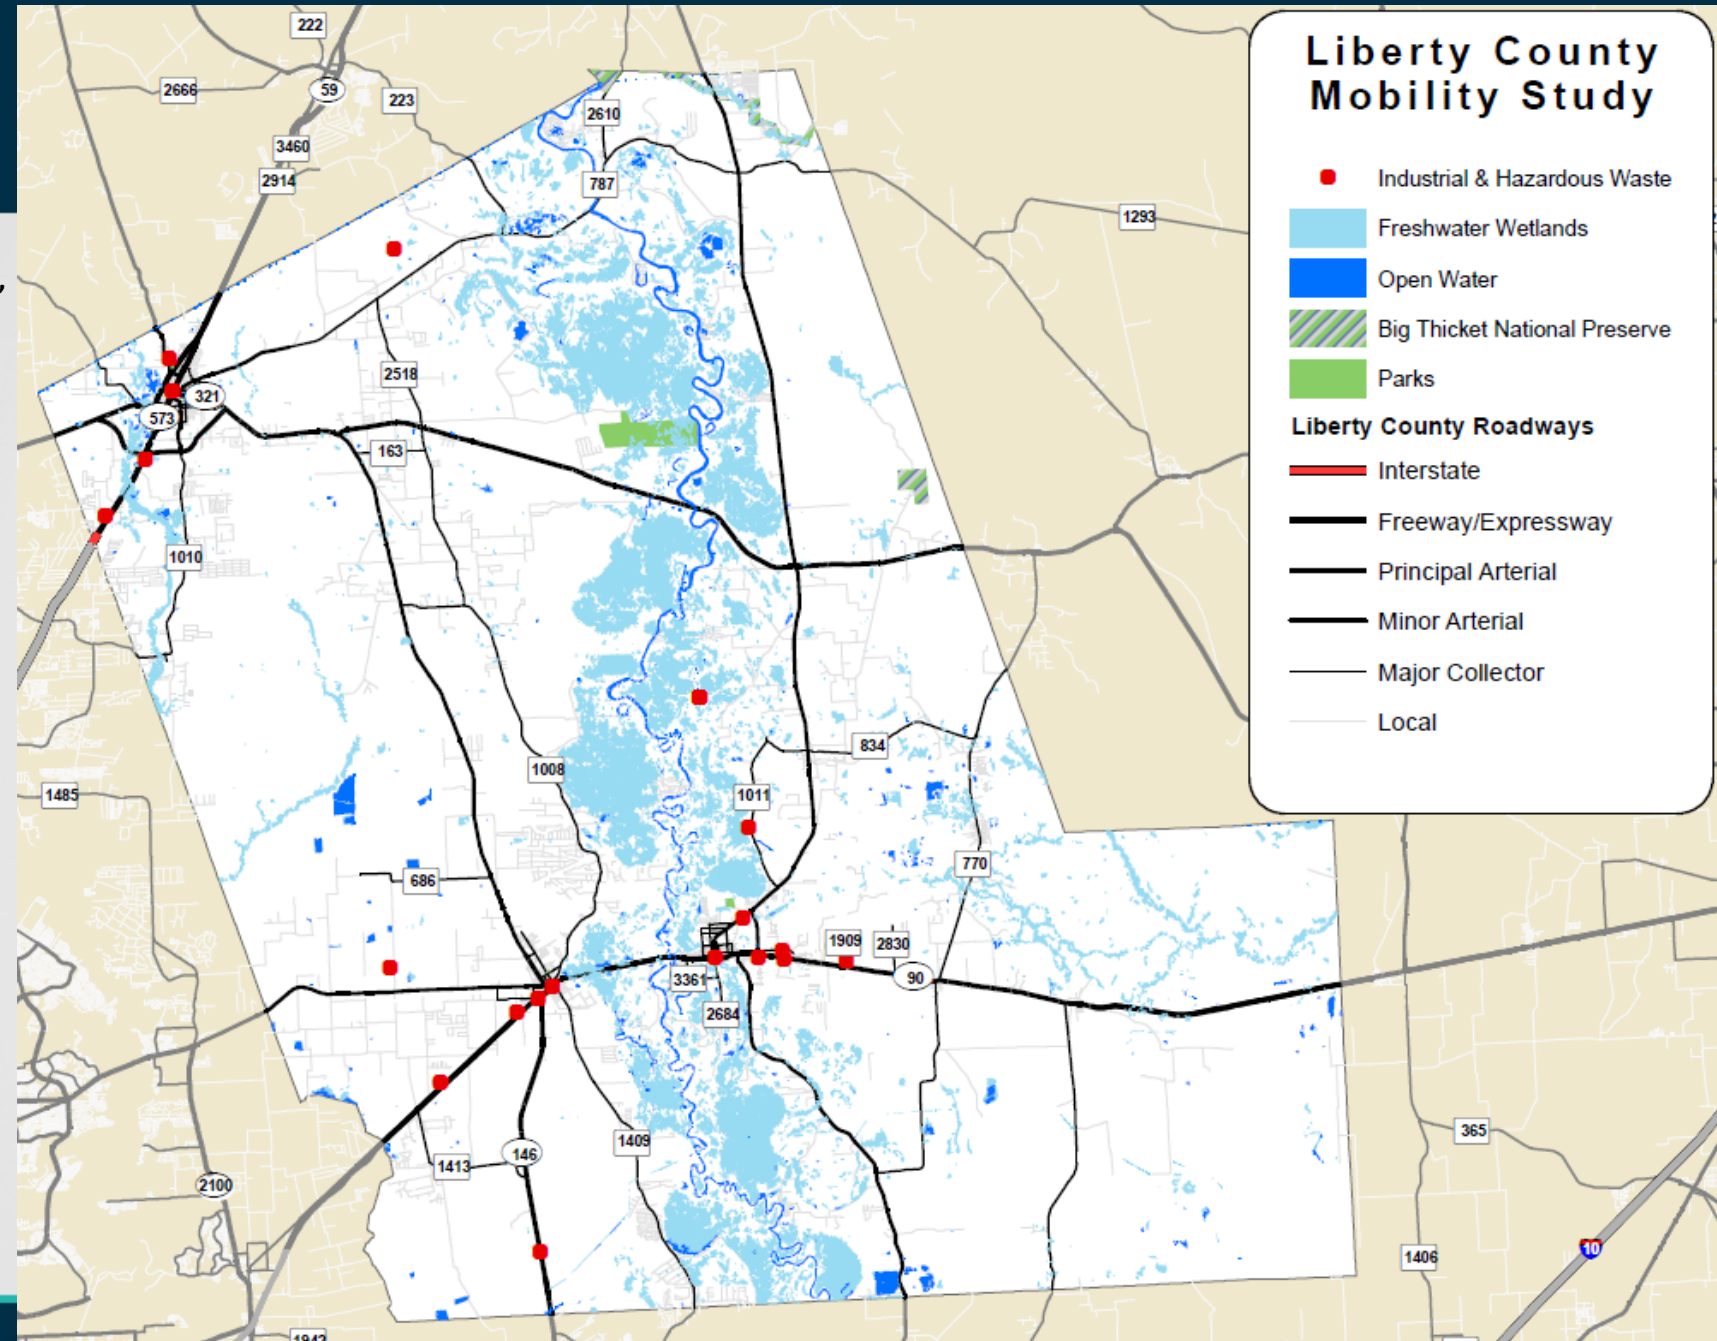 222
2666
59
223
2610
3460
2914
787
1293
2518
321
573
163
1010
834
1008
1011
1485
770
686
1909
2830
90
3361
2684
1409
365
1413
146
2100
1406
10
1942
Liberty County
Mobility Study
Industrial & Hazardous Waste
Freshwater Wetlands
Open Water
Big Thicket National Preserve
Parks
Liberty County Roadways
Interstate
Freeway/Expressway
Principal Arterial
Minor Arterial
Major Collector
Local